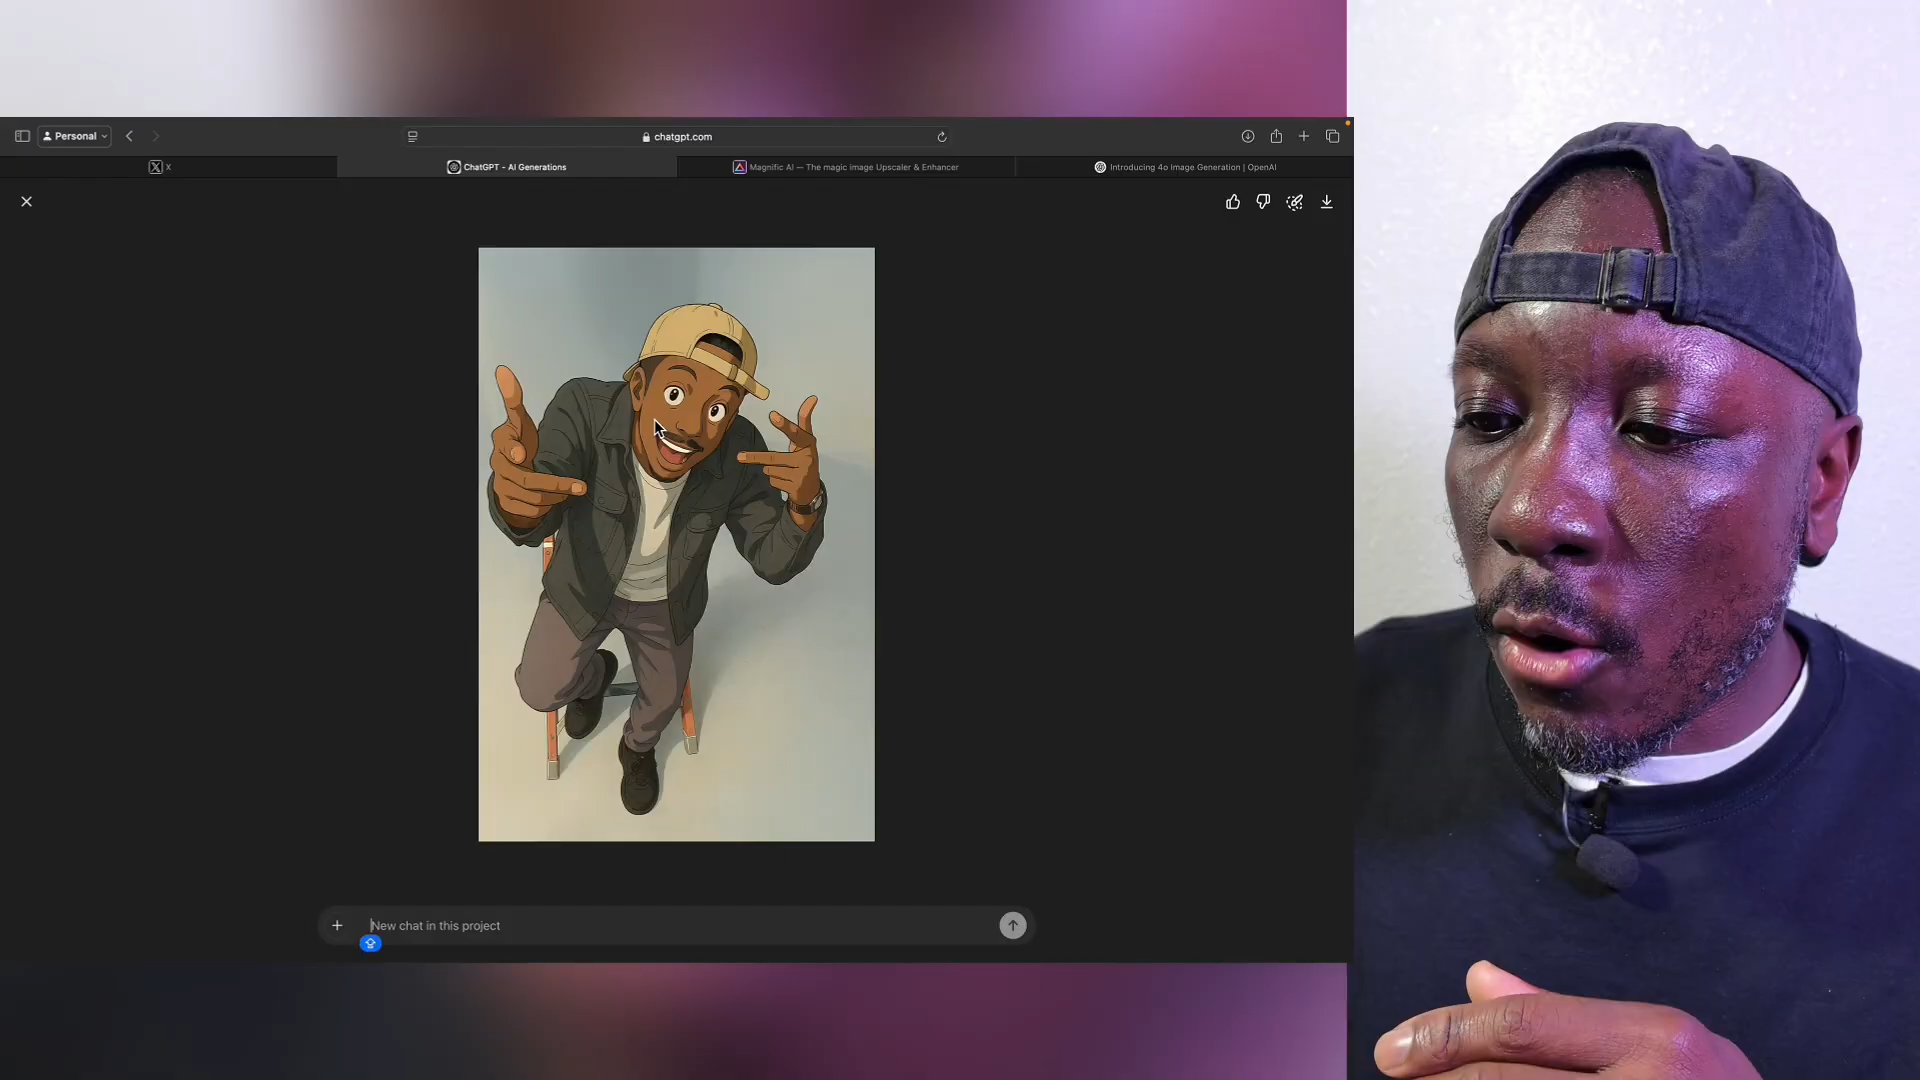 Personal
chatgpt.com
X
ChatGPT - AI Generations
Magnific AI — The magic image Upscaler & Enhancer
Introducing 4o Image Generation | OpenAI
New chat in this project